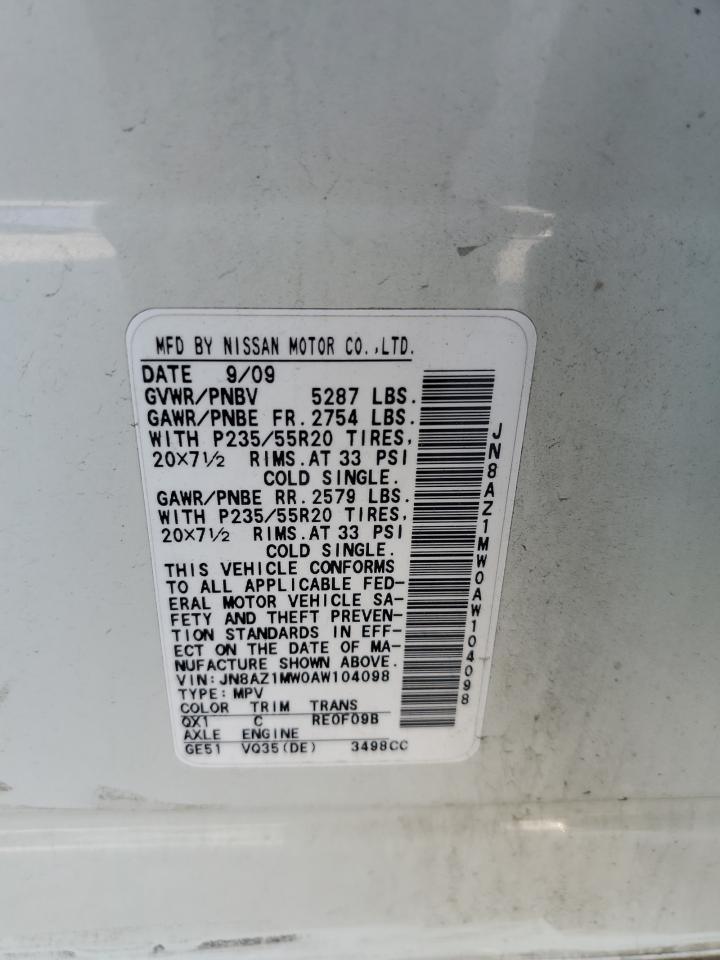 MFD BY NISSAN MOTOR CO.,LTD.
DATE 9/09
GVWR/PNBV 5287 LBS.
GAWR/PNBE FR. 2754 LBS.
WITH P235/55R20 TIRES,
20×7½ RIMS. AT 33 PSI
COLD SINGLE.
GAWR/PNBE RR. 2579 LBS.
WITH P235/55R20 TIRES,
20×7½ RIMS. AT 33 PSI
COLD SINGLE.
THIS VEHICLE CONFORMS
TO ALL APPLICABLE FED-
ERAL MOTOR VEHICLE SA-
FETY AND THEFT PREVEN-
TION STANDARDS IN EFF-
ECT ON THE DATE OF MA-
NUFACTURE SHOWN ABOVE.
VIN: JN8AZ1MW0AW104098
TYPE: MPV
COLOR TRIM TRANS
QX1 C RE0F09B
AXLE ENGINE
GE51 VQ35(DE) 3498CC
JN8AZ1MW0AW104098